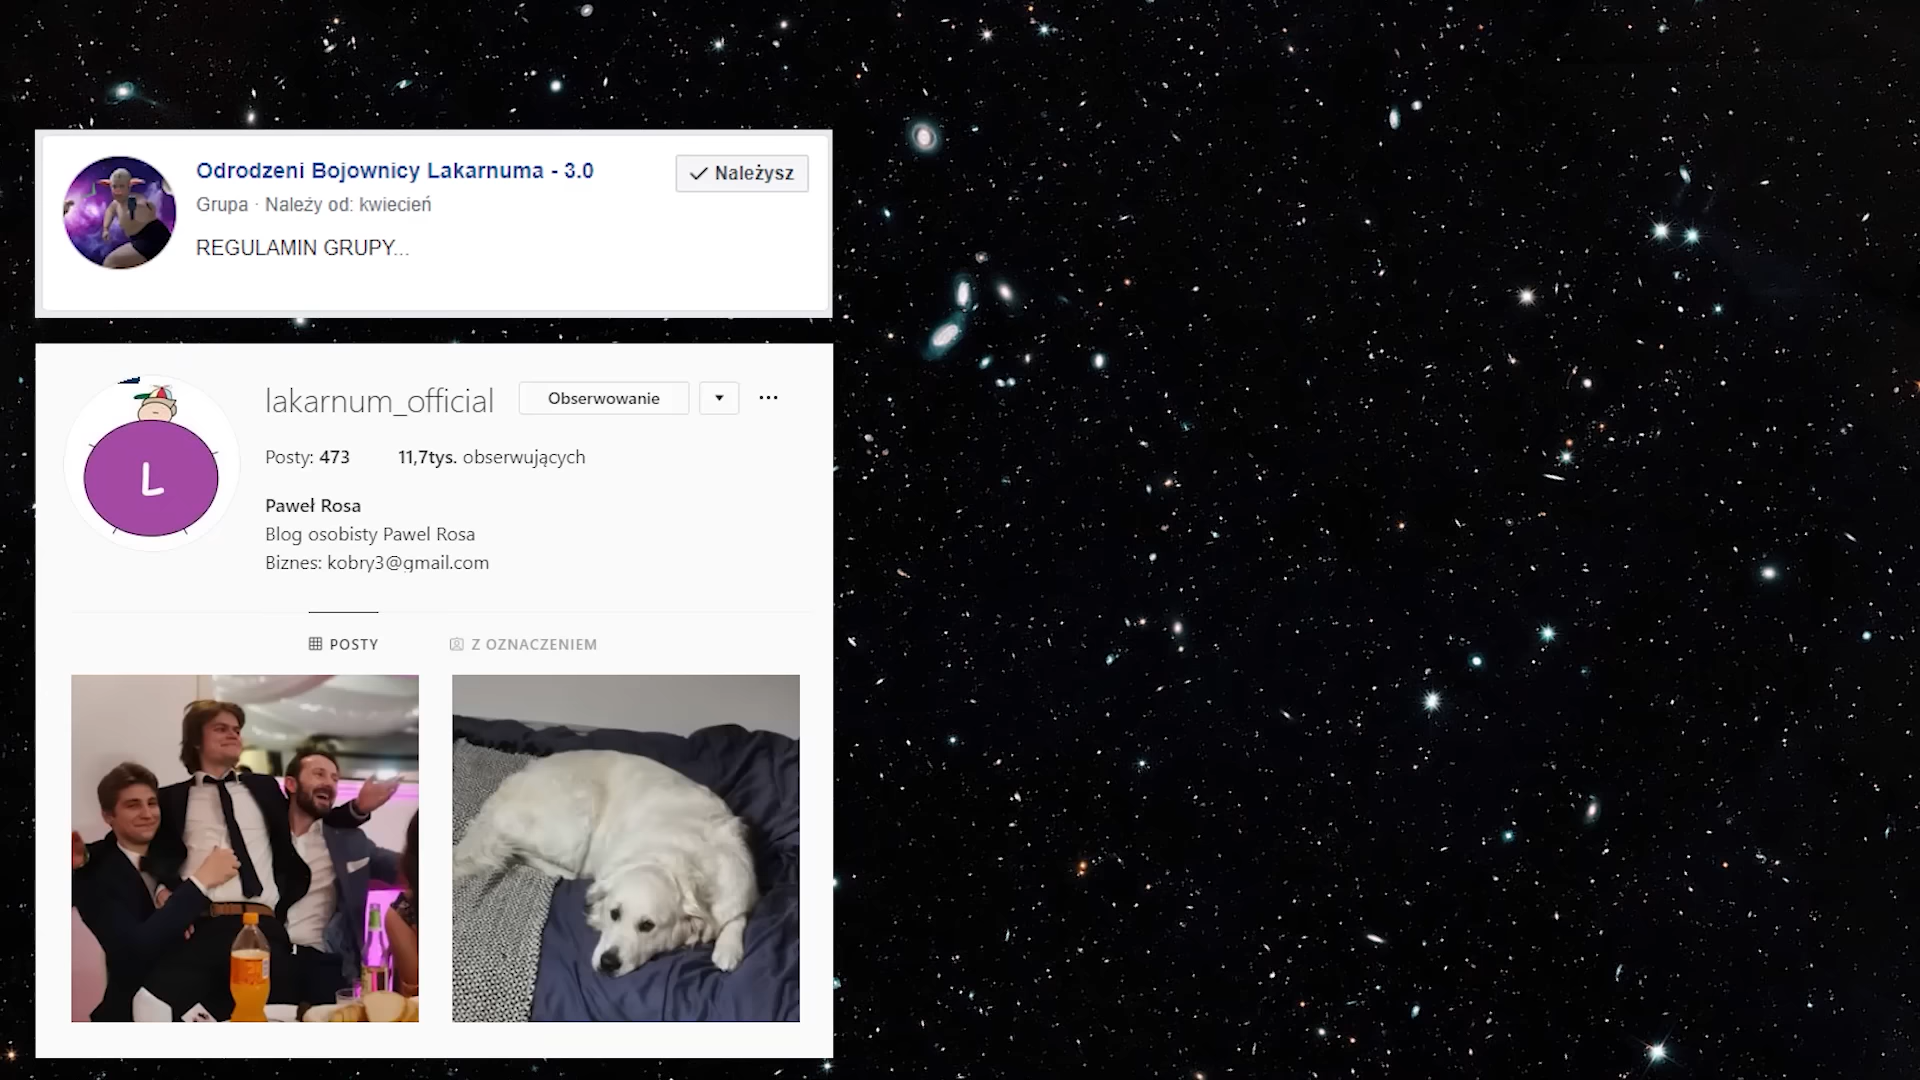 Odrodzeni Bojownicy Lakarnuma - 3.0
Należysz
Grupa · Należy od: kwiecień
REGULAMIN GRUPY...
lakarnum_official
Obserwowanie
Posty: 473
11,7tys. obserwujących
Paweł Rosa
Blog osobisty Pawel Rosa
Biznes: kobry3@gmail.com
L
POSTY
Z OZNACZENIEM